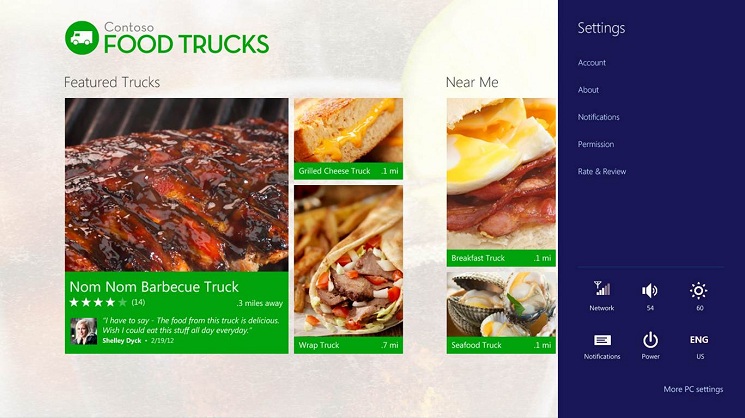 Contoso
FOOD TRUCKS
Featured Trucks
Nom Nom Barbecue Truck
(14)
.3 miles away
"I have to say - The food from this truck is delicious.
Wish I could eat this stuff all day everyday."
Shelley Dyck • 2/19/12
Grilled Cheese Truck .1 mi
Wrap Truck .7 mi
Near Me
Breakfast Truck .1 mi
Seafood Truck .1 mi
Settings
Account
About
Notifications
Permission
Rate & Review
Network
54
60
Notifications
Power
ENG
US
More PC settings